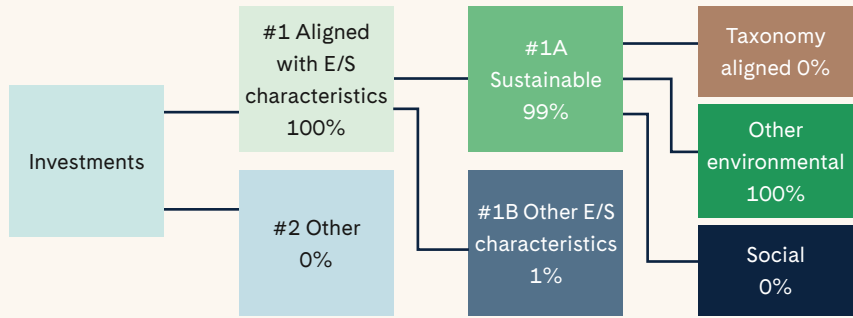 Investments
#1 Aligned
with E/S
characteristics
100%
#2 Other
0%
#1A
Sustainable
99%
#1B Other E/S
characteristics
1%
Taxonomy
aligned 0%
Other
environmental
100%
Social
0%